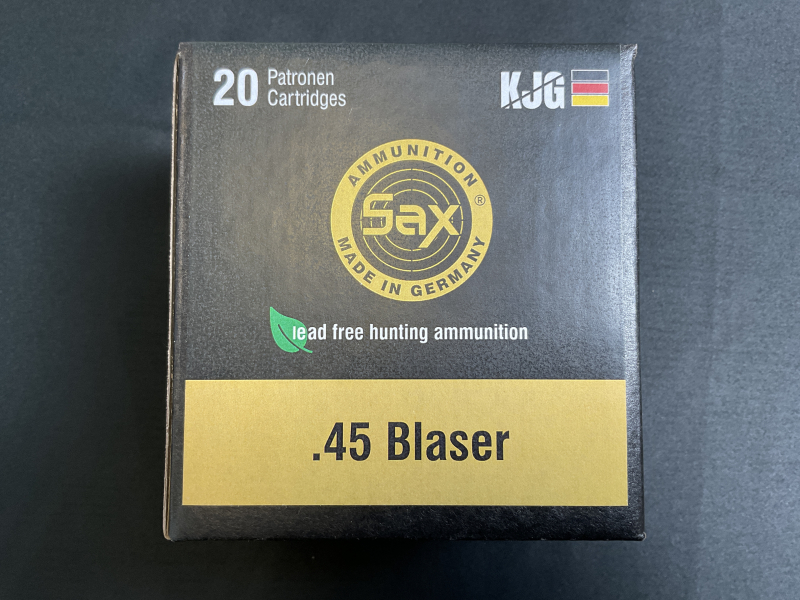 20 Patronen
Cartridges
KJG
AMMUNITION
Sax ®
MADE IN GERMANY
lead free hunting ammunition
.45 Blaser